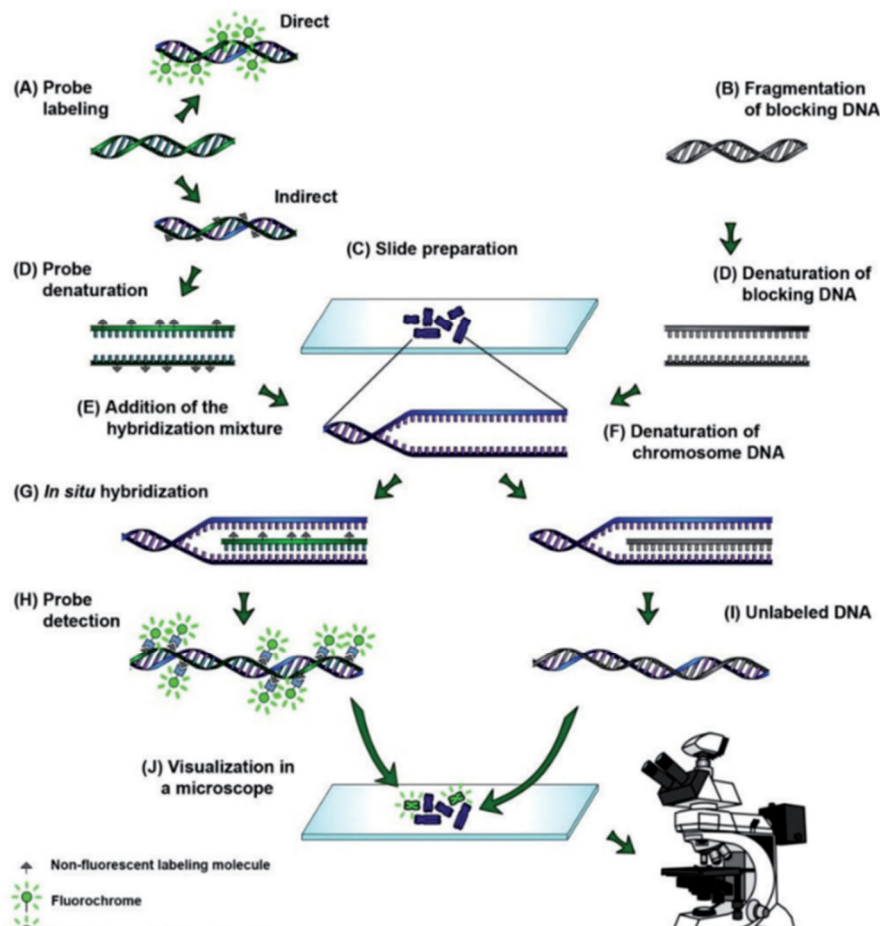 Direct
(A) Probe
labeling
(B) Fragmentation
of blocking DNA
Indirect
(C) Slide preparation
(D) Probe
denaturation
(D) Denaturation of
blocking DNA
(E) Addition of the
hybridization mixture
(F) Denaturation of
chromosome DNA
(G) In situ hybridization
(H) Probe
detection
(I) Unlabeled DNA
(J) Visualization in
a microscope
Non-fluorescent labeling molecule
Fluorochrome